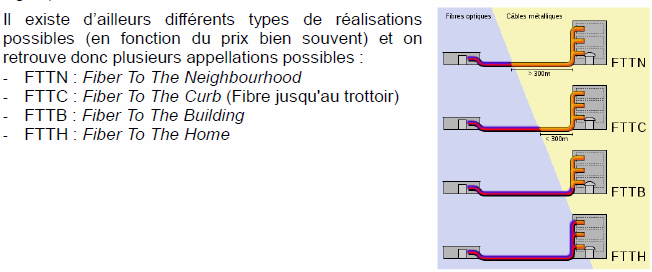 Il existe d'ailleurs différents types de réalisations
possibles (en fonction du prix bien souvent) et on
retrouve donc plusieurs appellations possibles :
- FTTN : Fiber To The Neighbourhood
- FTTC : Fiber To The Curb (Fibre jusqu'au trottoir)
- FTTB : Fiber To The Building
- FTTH : Fiber To The Home
Fibres optiques
Câbles métalliques
FTTN
> 300m
FTTC
< 300m
FTTB
FTTH